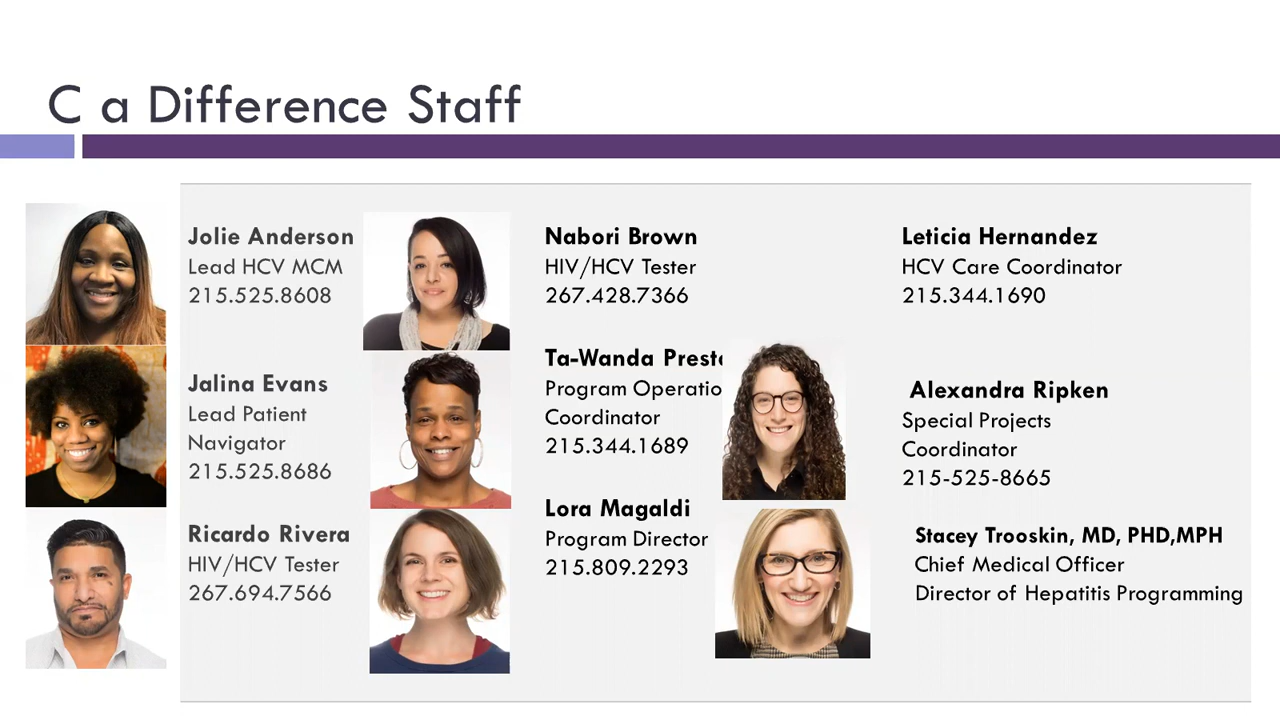 C a Difference Staff
Jolie Anderson
Lead HCV MCM
215.525.8608
Jalina Evans
Lead Patient
Navigator
215.525.8686
Ricardo Rivera
HIV/HCV Tester
267.694.7566
Nabori Brown
HIV/HCV Tester
267.428.7366
Ta-Wanda
Program
Coordinator
215.344.1689
Lora Magaldi
Program Director
215.809.2293
Leticia Hernandez
HCV Care Coordinator
215.344.1690
Alexandra Ripken
Special Projects
Coordinator
215-525-8665
Stacey Trooskin, MD, PHD,MPH
Chief Medical Officer
Director of Hepatitis Programming